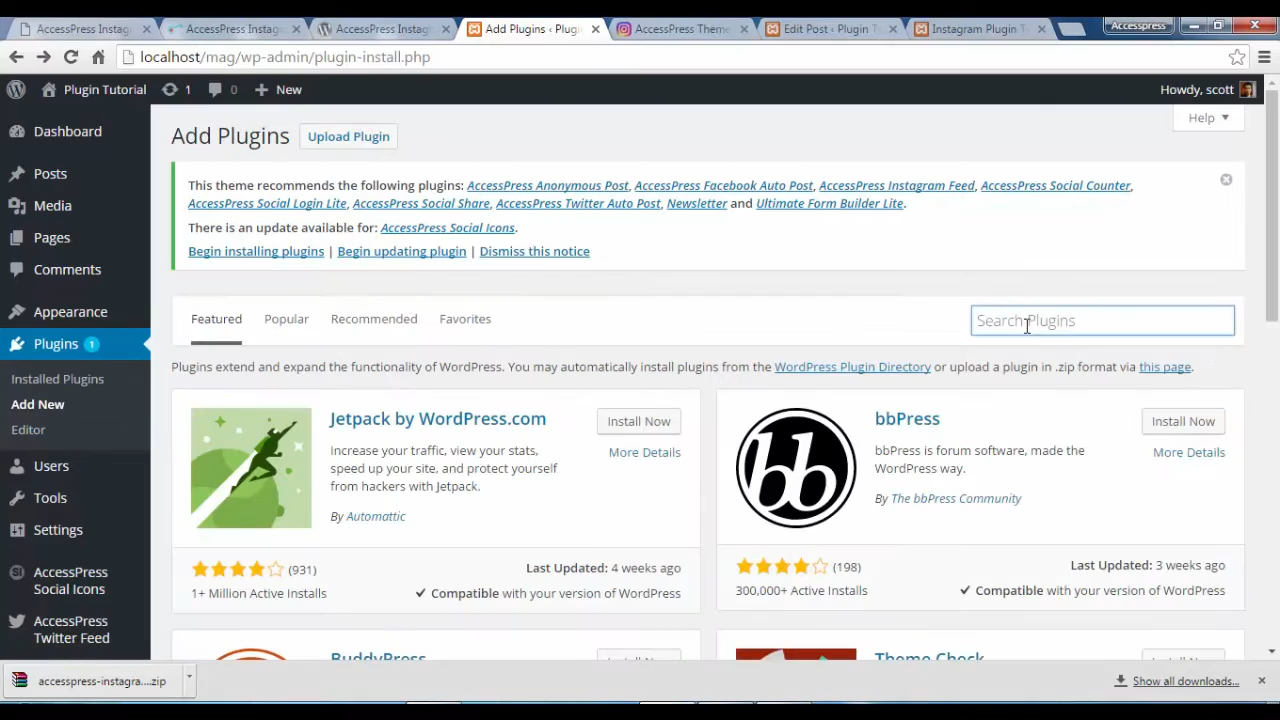 AccessPress Instag
AccessPress Instag
AccessPress Instag
Add Plugins ‹ Plug
AccessPress Theme
Edit Post ‹ Plugin T
Instagram Plugin T
Accesspress
localhost/mag/wp-admin/plugin-install.php
Plugin Tutorial
1
0
New
Howdy, scott
Help
Dashboard
Posts
Media
Pages
Comments
Appearance
Plugins 1
Installed Plugins
Add New
Editor
Users
Tools
Settings
AccessPress
Social Icons
AccessPress
Twitter Feed
Add Plugins
Upload Plugin
This theme recommends the following plugins: AccessPress Anonymous Post, AccessPress Facebook Auto Post, AccessPress Instagram Feed, AccessPress Social Counter,
AccessPress Social Login Lite, AccessPress Social Share, AccessPress Twitter Auto Post, Newsletter and Ultimate Form Builder Lite.
There is an update available for: AccessPress Social Icons.
Begin installing plugins | Begin updating plugin | Dismiss this notice
Featured
Popular
Recommended
Favorites
Search Plugins
Plugins extend and expand the functionality of WordPress. You may automatically install plugins from the WordPress Plugin Directory or upload a plugin in .zip format via this page.
Jetpack by WordPress.com
Install Now
More Details
Increase your traffic, view your stats,
speed up your site, and protect yourself
from hackers with Jetpack.
By Automattic
(931)
1+ Million Active Installs
Last Updated: 4 weeks ago
Compatible with your version of WordPress
bb
bbPress
Install Now
More Details
bbPress is forum software, made the
WordPress way.
By The bbPress Community
(198)
300,000+ Active Installs
Last Updated: 3 weeks ago
Compatible with your version of WordPress
BuddyPress
Install Now
Theme Check
Install Now
accesspress-instagra....zip
Show all downloads...